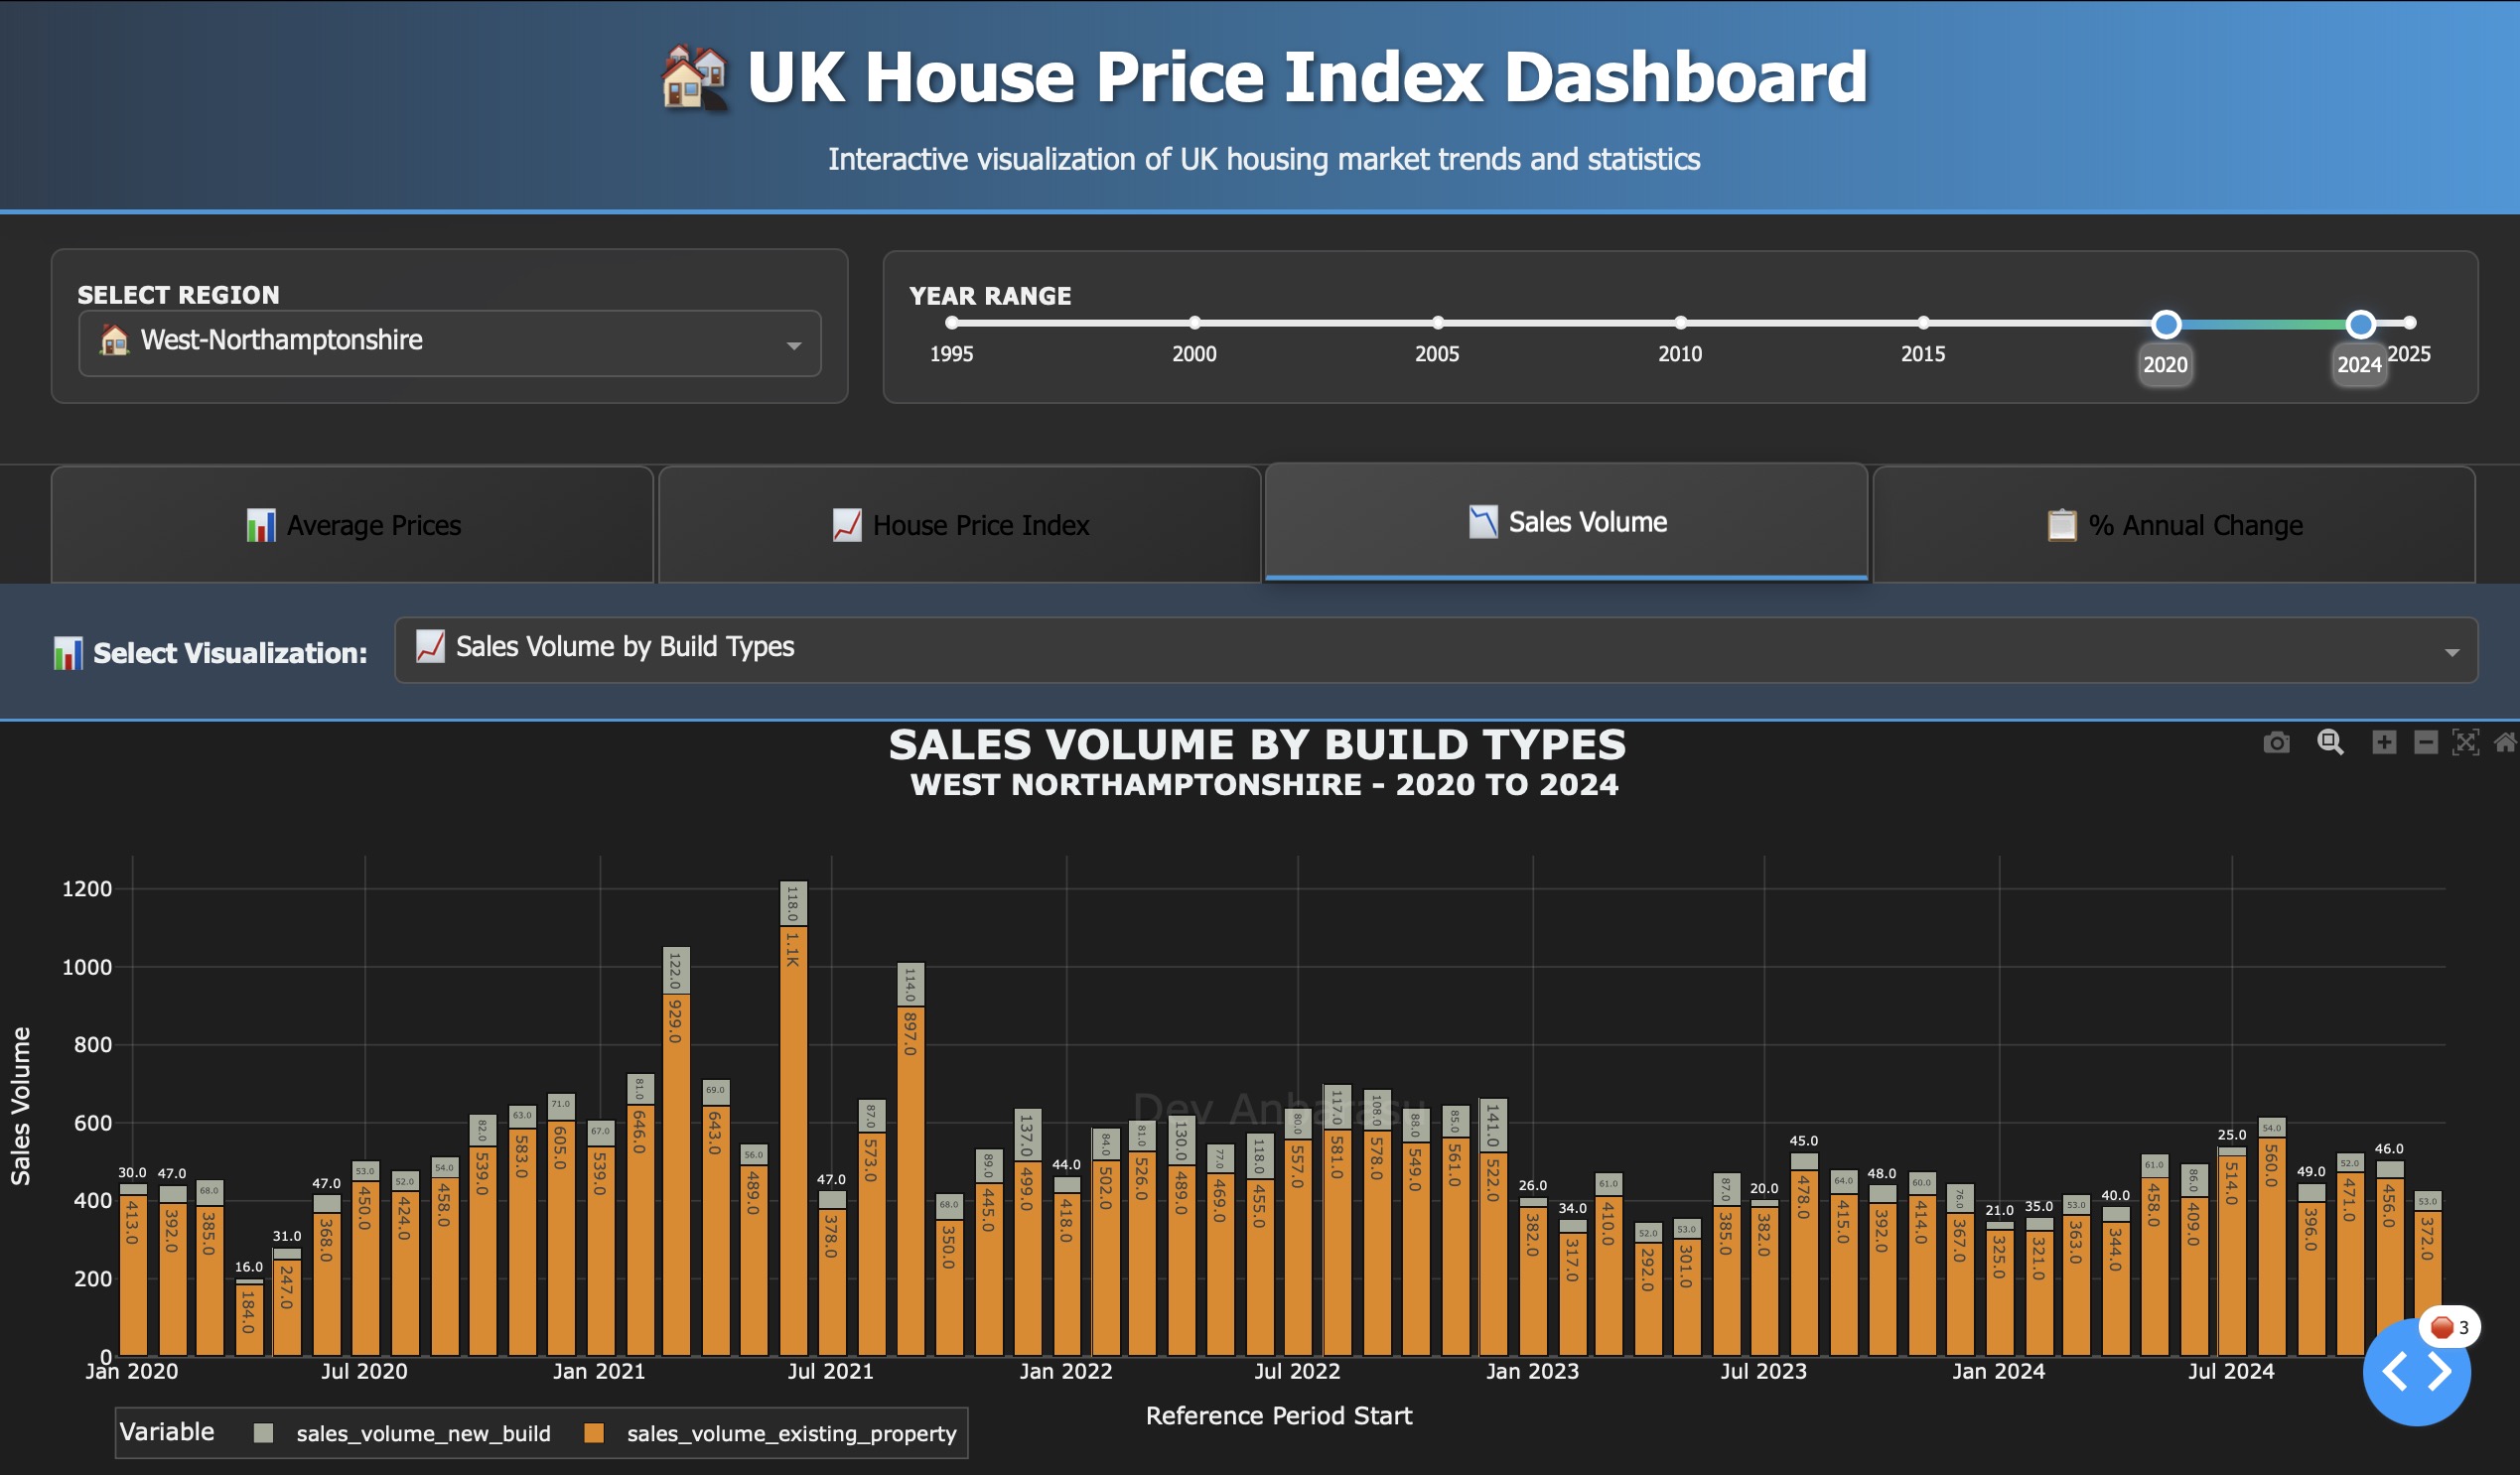 UK House Price Index Dashboard
Interactive visualization of UK housing market trends and statistics
SELECT REGION
West-Northamptonshire
YEAR RANGE
1995 2000 2005 2010 2015 2020 2024 2025
Average Prices
House Price Index
Sales Volume
% Annual Change
Select Visualization:
Sales Volume by Build Types
SALES VOLUME BY BUILD TYPES
WEST NORTHAMPTONSHIRE - 2020 TO 2024
Sales Volume
1200
1000
800
600
400
200
0
30.0 47.0 68.0 16.0 31.0 47.0 53.0 52.0 54.0 82.0 63.0 71.0 67.0 81.0 122.0 69.0 56.0 118.0 47.0 87.0 114.0 68.0 89.0 137.0 44.0 84.0 81.0 130.0 77.0 118.0 80.0 117.0 108.0 88.0 85.0 141.0 26.0 34.0 61.0 52.0 53.0 87.0 20.0 45.0 64.0 48.0 60.0 76.0 21.0 35.0 53.0 40.0 61.0 86.0 25.0 54.0 49.0 52.0 46.0 53.0
413.0 392.0 385.0 184.0 247.0 368.0 450.0 424.0 458.0 539.0 583.0 605.0 539.0 646.0 929.0 643.0 489.0 1.1K 378.0 573.0 897.0 350.0 445.0 499.0 418.0 502.0 526.0 489.0 469.0 455.0 557.0 581.0 578.0 549.0 561.0 522.0 382.0 317.0 410.0 292.0 301.0 385.0 382.0 478.0 415.0 392.0 414.0 367.0 325.0 321.0 363.0 344.0 458.0 409.0 514.0 560.0 396.0 471.0 456.0 372.0
Dev Anbarasu
Jan 2020 Jul 2020 Jan 2021 Jul 2021 Jan 2022 Jul 2022 Jan 2023 Jul 2023 Jan 2024 Jul 2024
Reference Period Start
Variable sales_volume_new_build sales_volume_existing_property
3